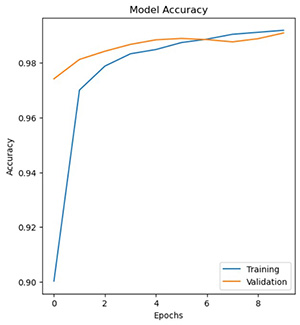 Model Accuracy
Accuracy
0.98
0.96
0.94
0.92
0.90
0 2 4 6 8
Epochs
Training
Validation